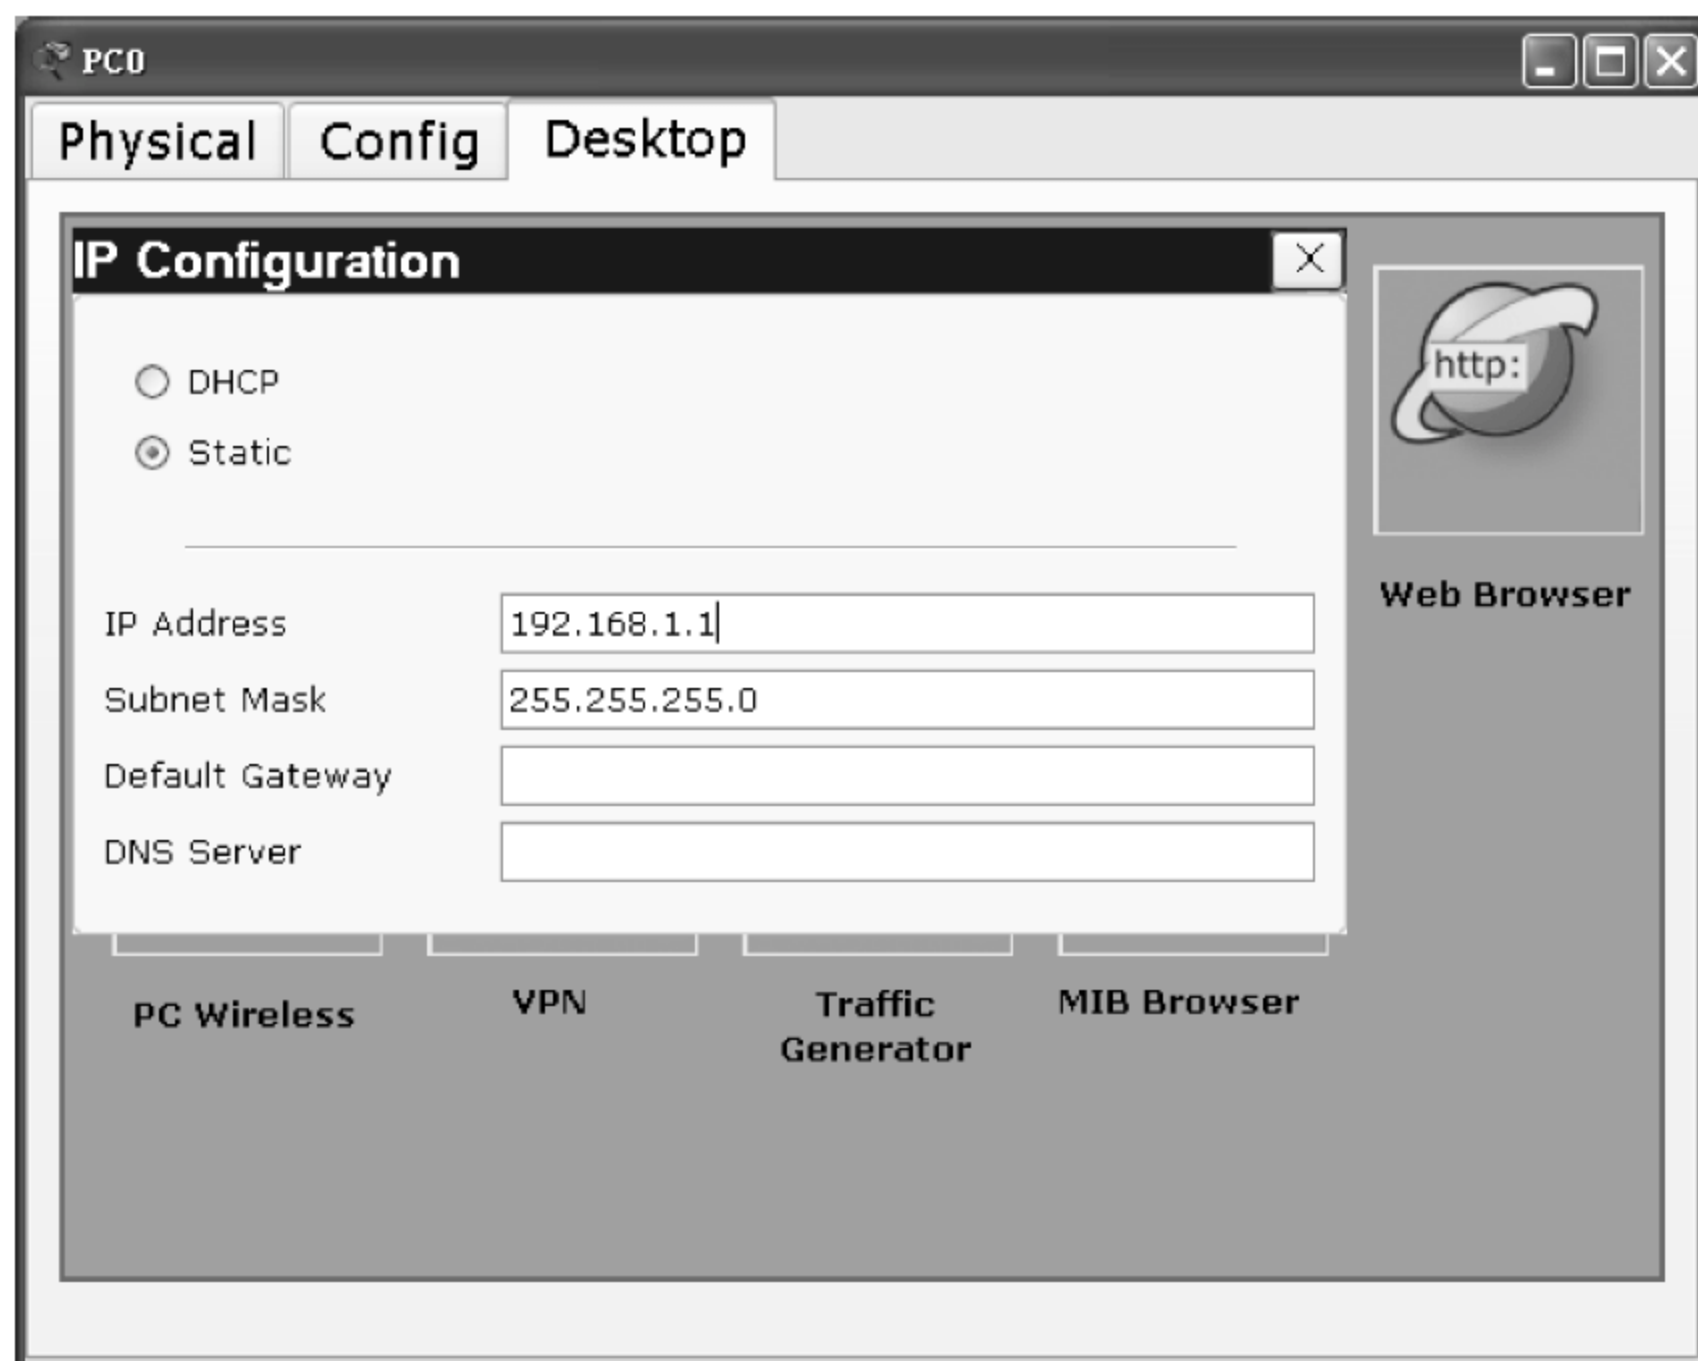 PC0
Physical Config Desktop
IP Configuration
http:
DHCP
Static
Web Browser
IP Address 192.168.1.1
Subnet Mask 255.255.255.0
Default Gateway
DNS Server
PC Wireless VPN Traffic Generator MIB Browser